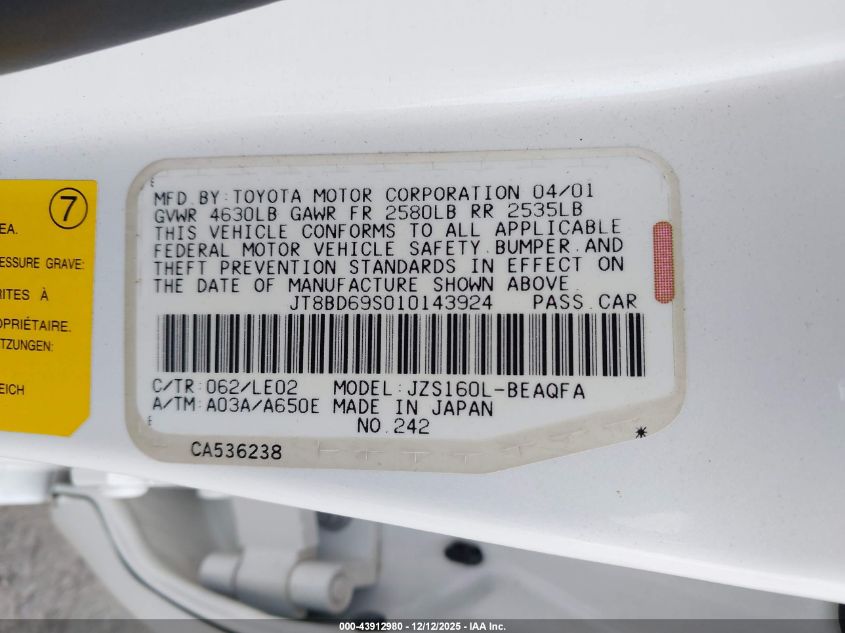 7
EA.
ESSURE GRAVE:
RITES À
OPRIÉTAIRE.
TZUNGEN:
EICH
MFD. BY: TOYOTA MOTOR CORPORATION 04/01
GVWR 4630LB GAWR FR 2580LB RR 2535LB
THIS VEHICLE CONFORMS TO ALL APPLICABLE
FEDERAL MOTOR VEHICLE SAFETY, BUMPER, AND
THEFT PREVENTION STANDARDS IN EFFECT ON
THE DATE OF MANUFACTURE SHOWN ABOVE.
JT8BD69S010143924 PASS. CAR
C/TR: 062/LE02 MODEL: JZS160L-BEAQFA
A/TM: A03A/A650E MADE IN JAPAN
NO. 242
CA536238
000-43912980 - 12/12/2025 - IAA Inc.